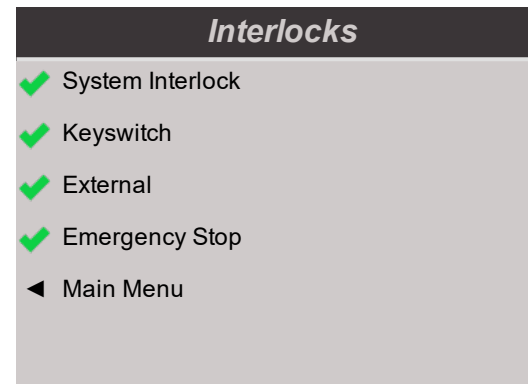 Interlocks
System Interlock
Keyswitch
External
Emergency Stop
Main Menu